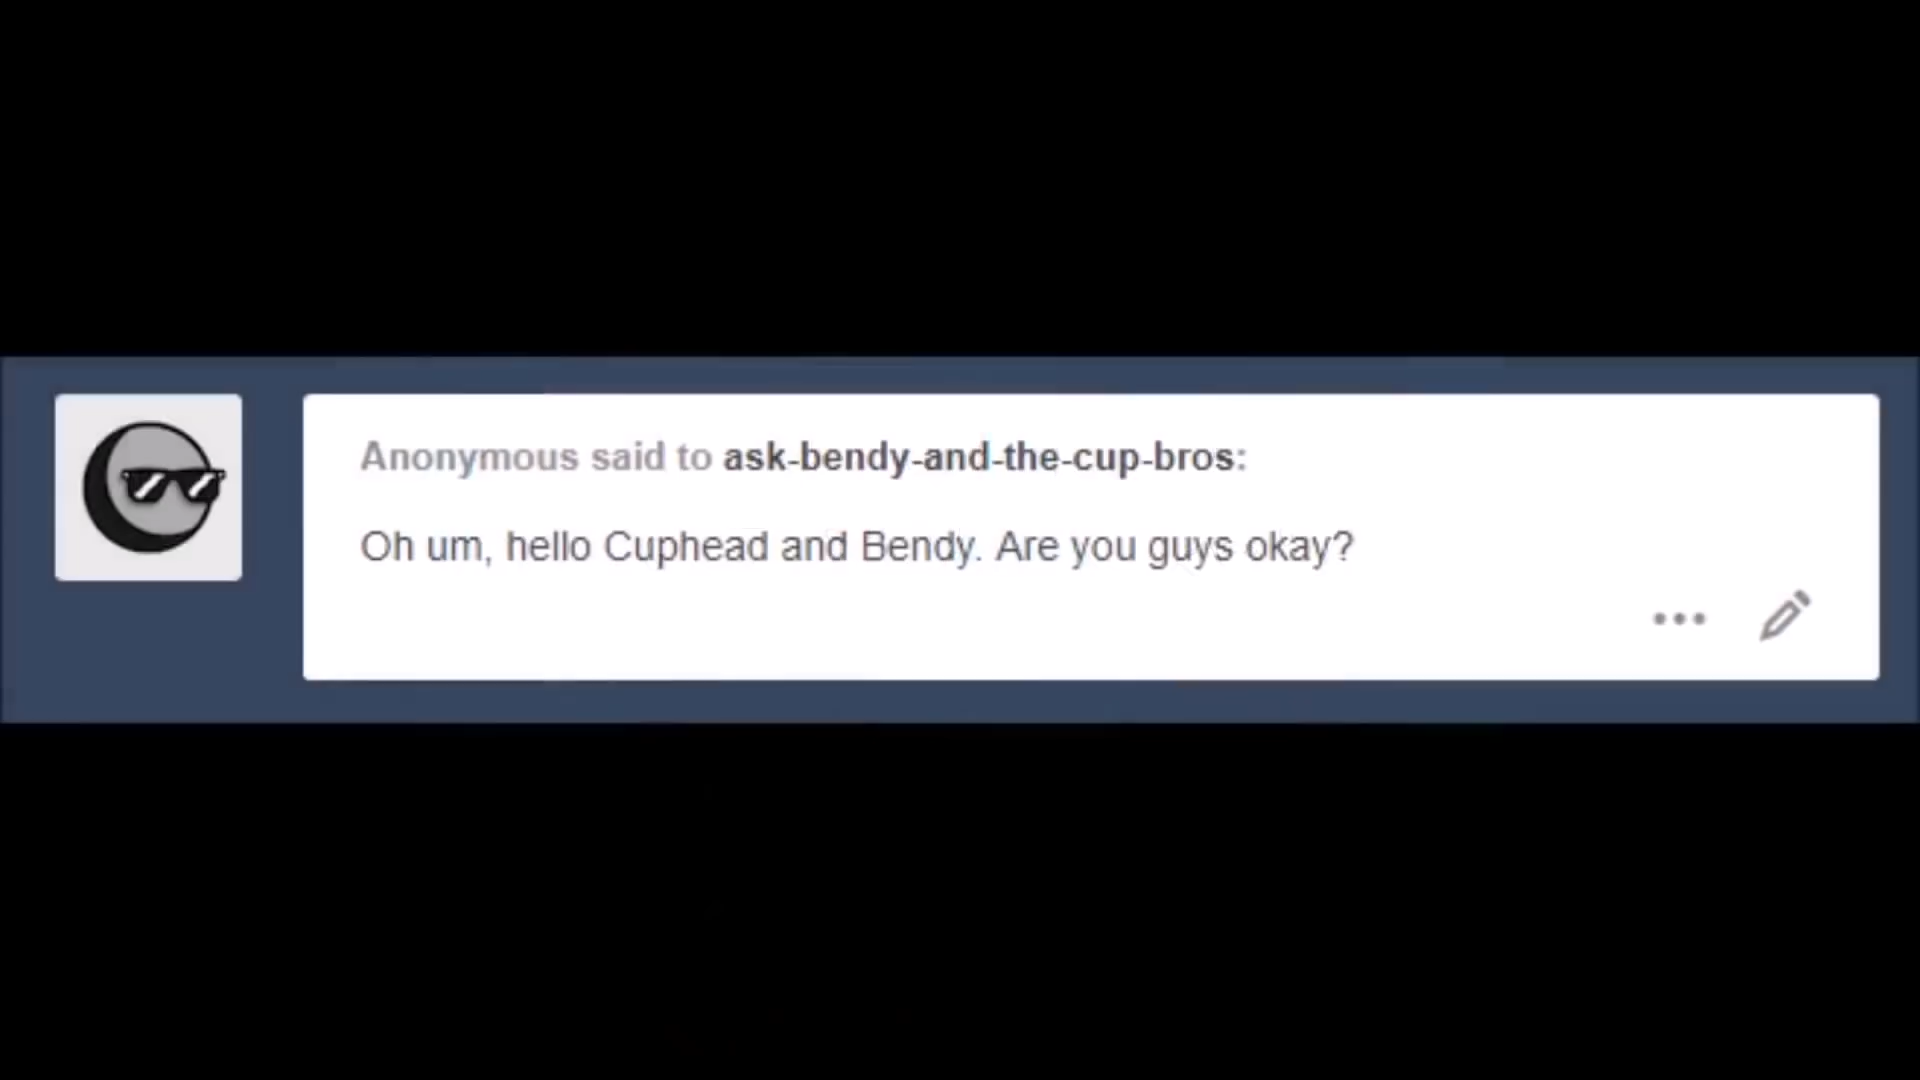 Anonymous said to ask-bendy-and-the-cup-bros:
Oh um, hello Cuphead and Bendy. Are you guys okay?